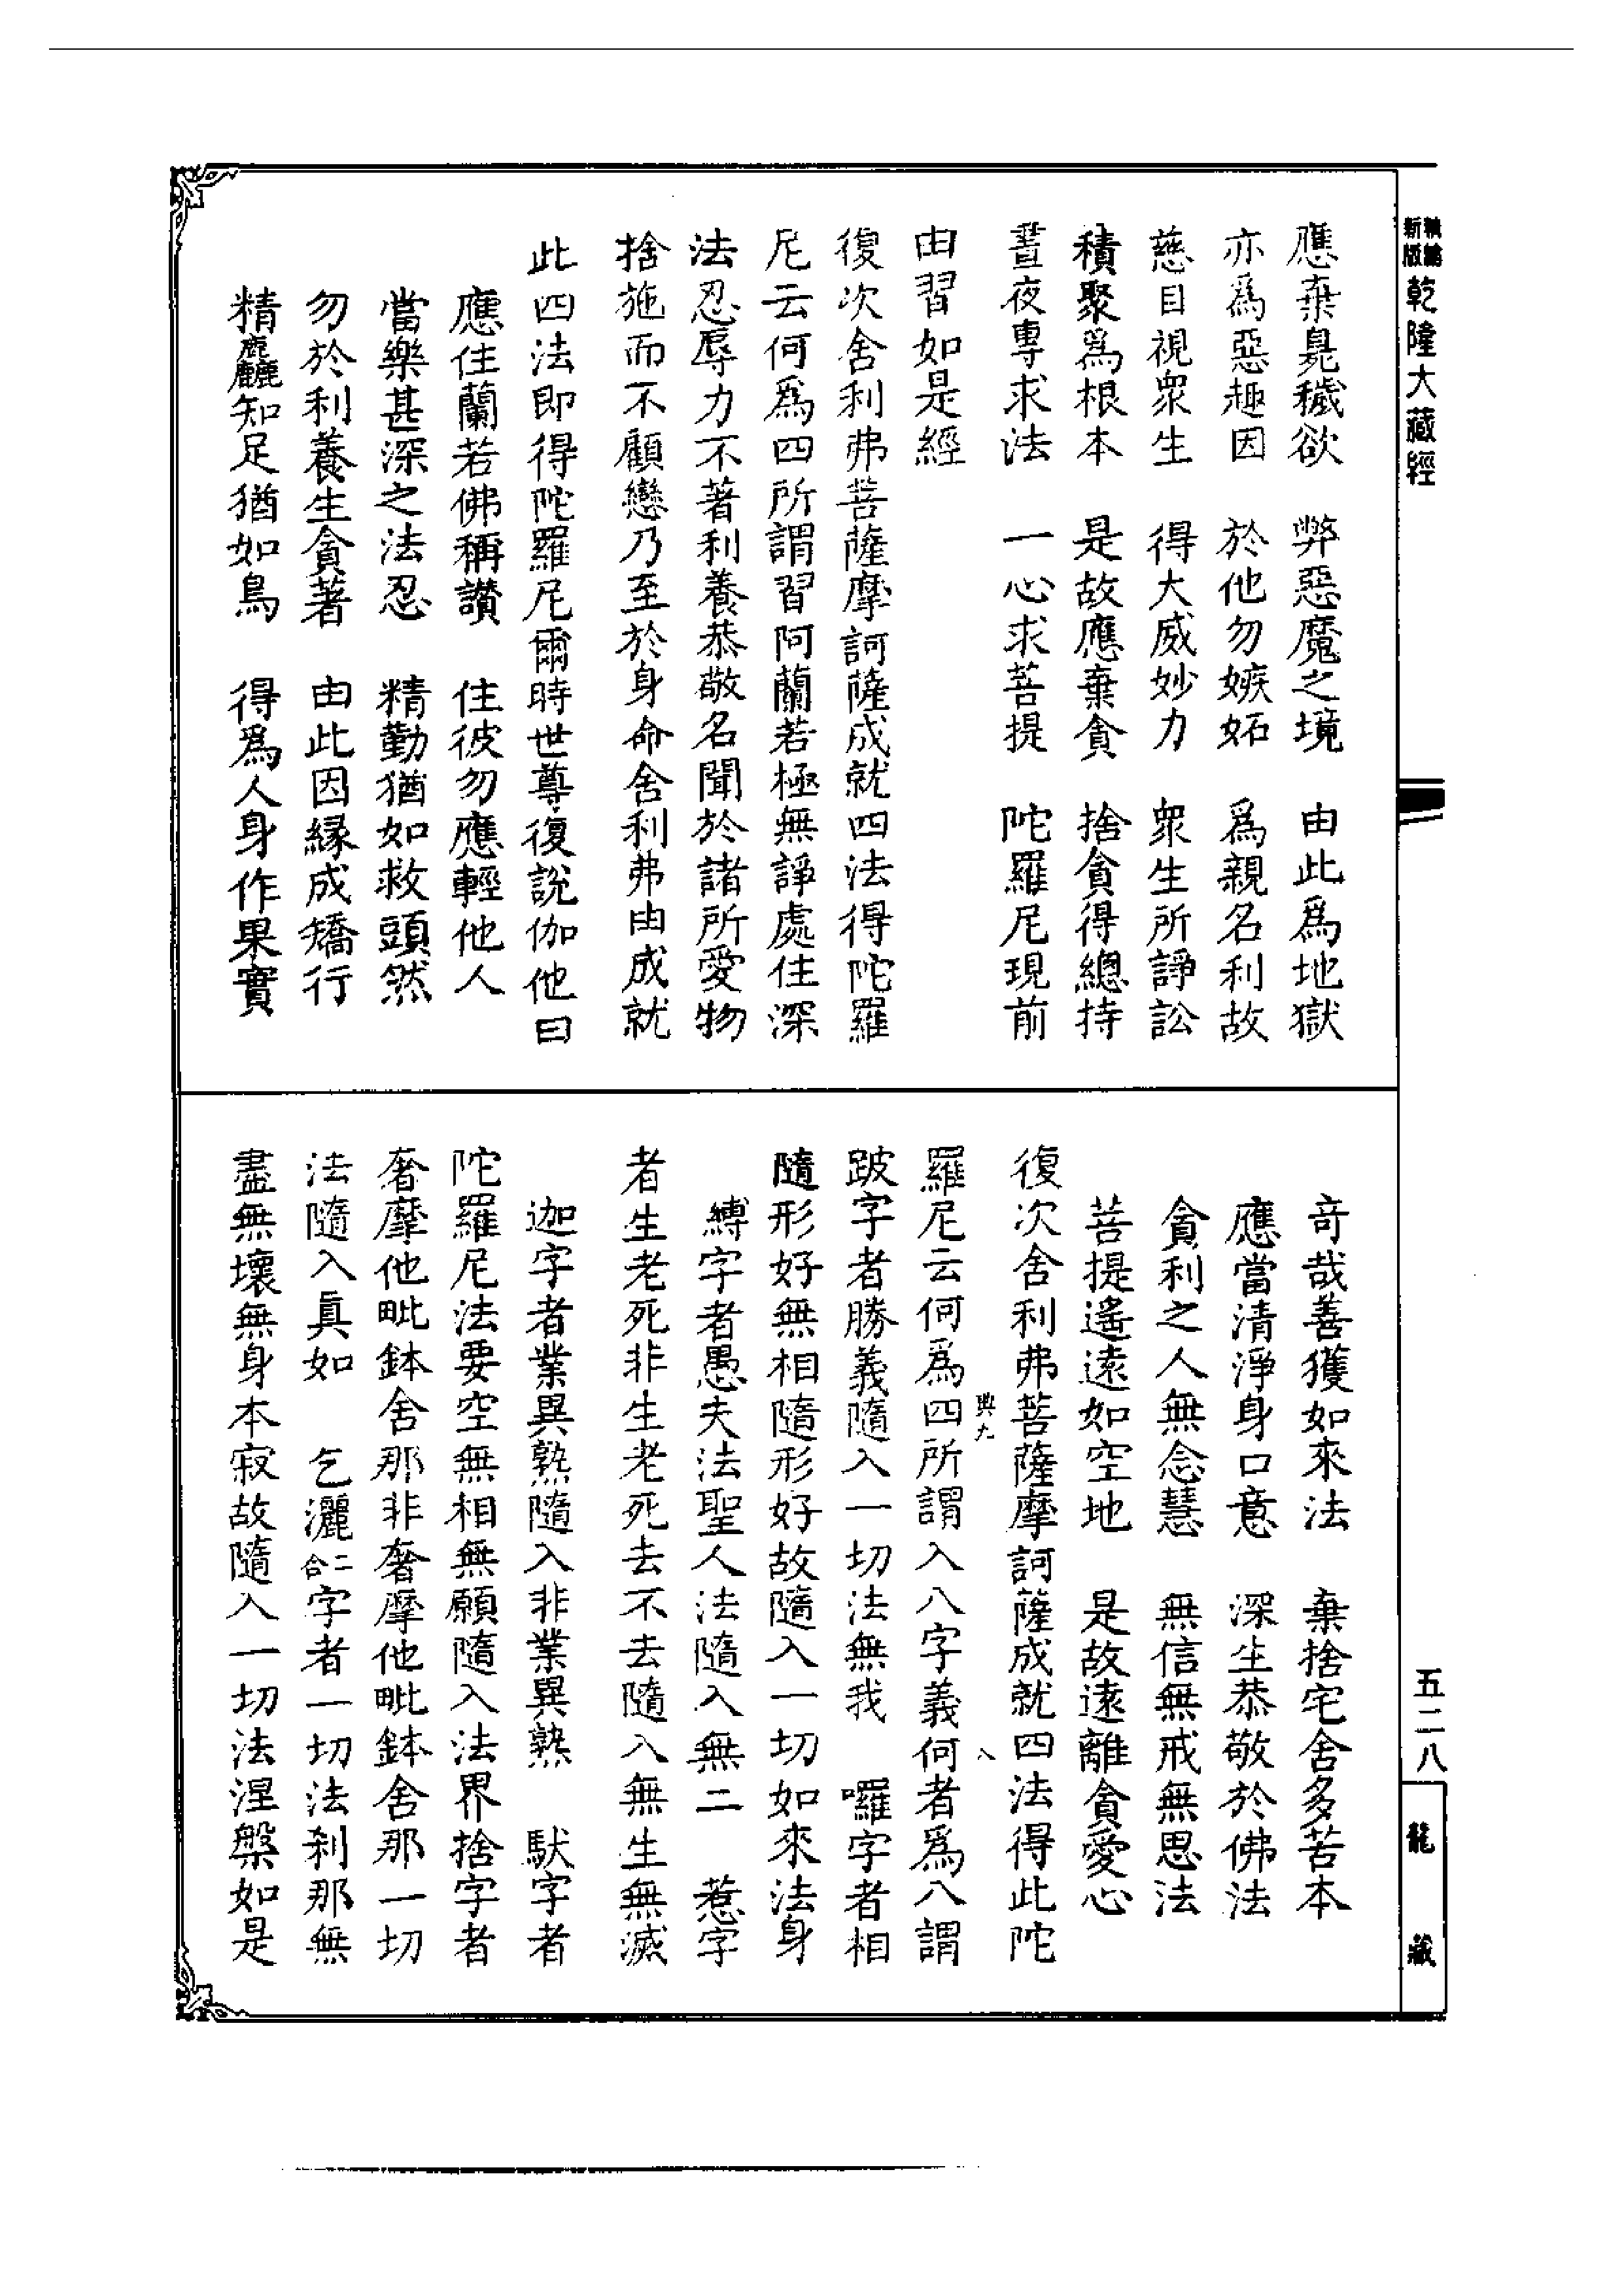 新版精編乾隆大藏經
應棄臭穢欲　弊惡魔之境　由此爲地獄
亦爲惡趣因　於他勿嫉妬　爲親名利故
慈目視衆生　得大威妙力　衆生所諍訟
積聚爲根本　是故應棄貪　捨貪得總持
晝夜專求法　一心求菩提　陀羅尼現前
由習如是經
復次舍利弗菩薩摩訶薩成就四法得陀羅
尼云何爲四所謂習阿蘭若極無諍處住深
法忍辱力不著利養恭敬名聞於諸所愛物
捨施而不顧戀乃至於身命舍利弗由成就
此四法即得陀羅尼爾時世尊復說伽他曰
應住蘭若佛稱讃　住彼勿應輕他人
當樂甚深之法忍　精勤猶如救頭然
勿於利養生貪著　由此因緣成矯行
精麤知足猶如鳥　得爲人身作果實
奇哉善獲如來法　棄捨宅舍多苦本
應當清淨身口意　深生恭敬於佛法
貪利之人無念慧　無信無戒無思法
菩提遙遠如空地　是故遠離貪愛心
復次舍利弗菩薩摩訶薩成就四法得此陀
興九　八
羅尼云何爲四所謂入八字義何者爲八謂
跛字者勝義隨入一切法無我　囉字者相
隨形好無相隨形好故隨入一切如來法身
縛字者愚夫法聖人法隨入無二　惹字
者生老死非生老死去不去隨入無生無滅
迦字者業異熟隨入非業異熟　馱字者
陀羅尼法要空無相無願隨入法界捨字者
奢摩他毗鉢舍那非奢摩他毗鉢舍那一切
法隨入眞如　乞灑二合字者一切法刹那無
盡無壞無身本寂故隨入一切法涅槃如是
五二八
龍藏